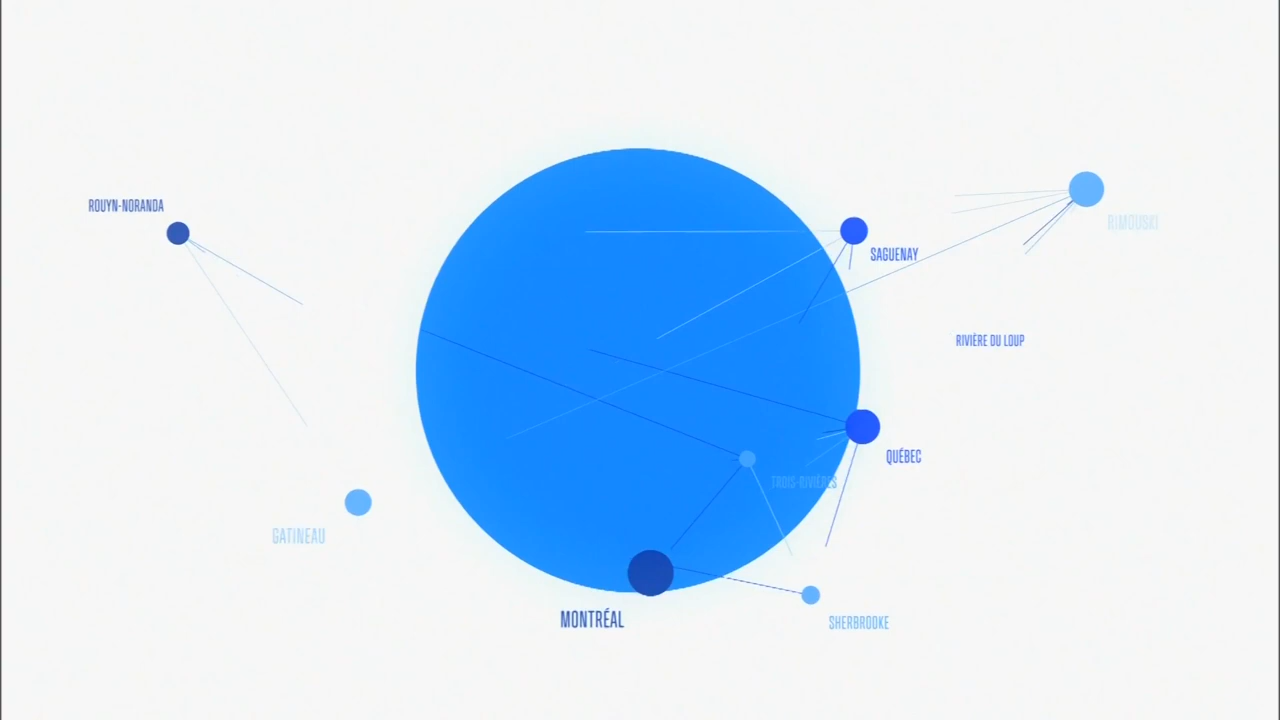 ROUYN-NORANDA
RIMOUSKI
SAGUENAY
RIVIÈRE DU LOUP
QUÉBEC
TROIS-RIVIÈRES
GATINEAU
MONTRÉAL
SHERBROOKE